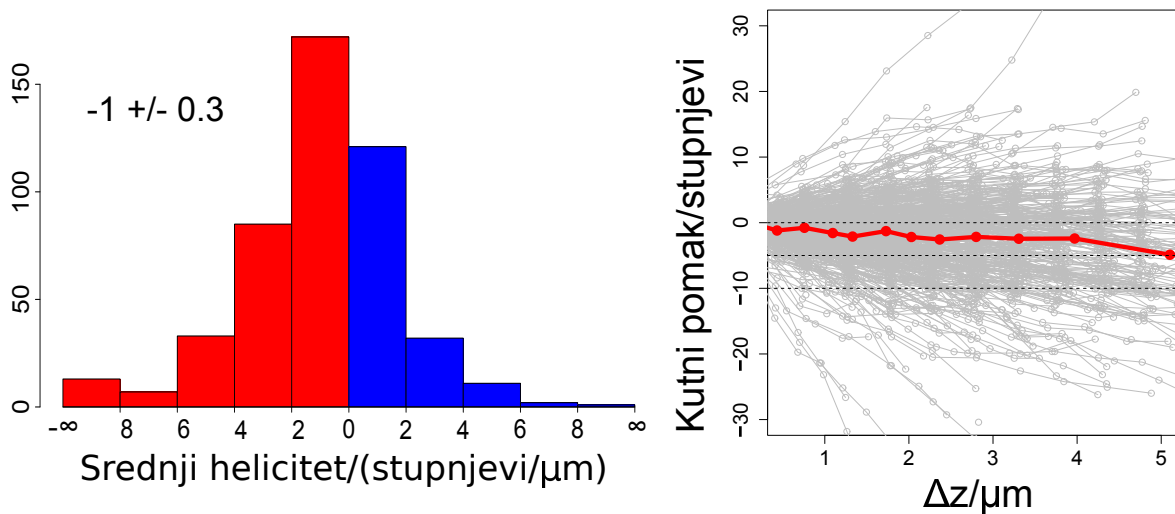 150
100
50
0
-1 +/- 0.3
-∞ 8 6 4 2 0 2 4 6 8 ∞
Srednji helicitet/(stupnjevi/μm)
Kutni pomak/stupnjevi
30
20
10
0
−10
−20
−30
1 2 3 4 5
Δz/μm